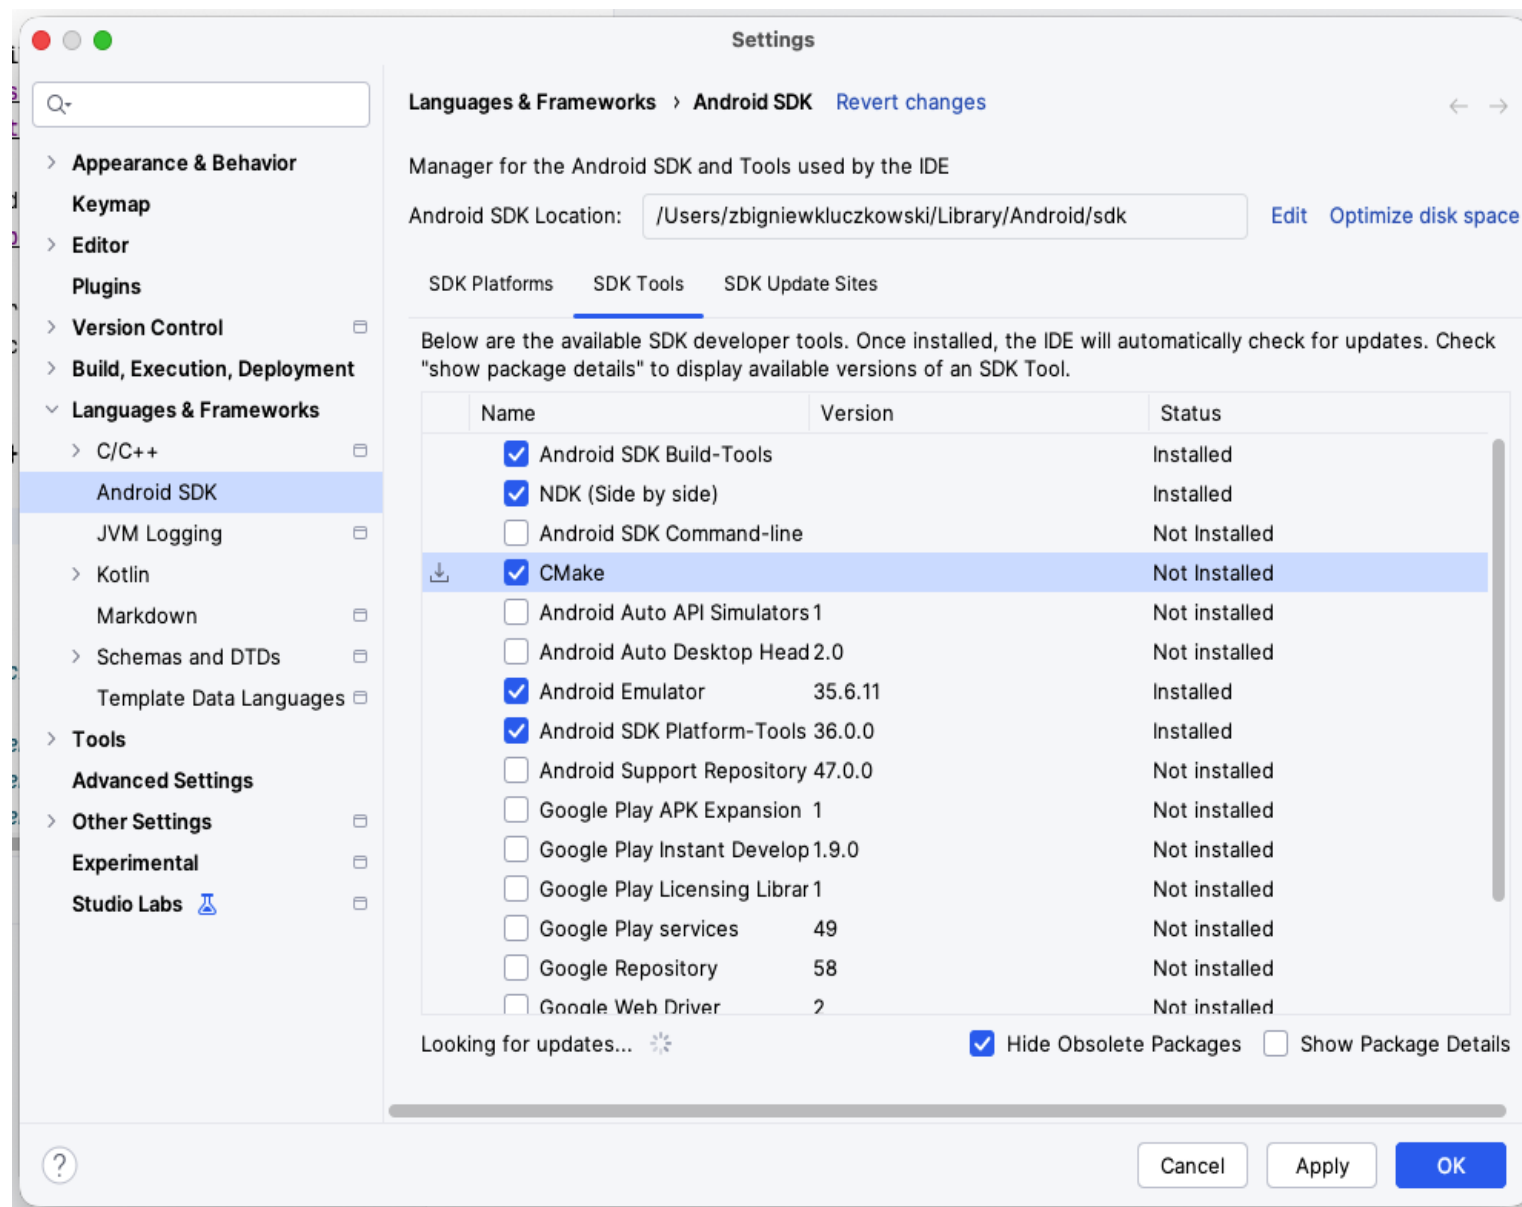 Settings
Languages & Frameworks › Android SDK Revert changes
Manager for the Android SDK and Tools used by the IDE
Android SDK Location: /Users/zbigniewkluczkowski/Library/Android/sdk Edit Optimize disk space
SDK Platforms SDK Tools SDK Update Sites
Below are the available SDK developer tools. Once installed, the IDE will automatically check for updates. Check
"show package details" to display available versions of an SDK Tool.
Name Version Status
Android SDK Build-Tools Installed
NDK (Side by side) Installed
Android SDK Command-line Not Installed
CMake Not Installed
Android Auto API Simulators 1 Not installed
Android Auto Desktop Head 2.0 Not installed
Android Emulator 35.6.11 Installed
Android SDK Platform-Tools 36.0.0 Installed
Android Support Repository 47.0.0 Not installed
Google Play APK Expansion 1 Not installed
Google Play Instant Develop 1.9.0 Not installed
Google Play Licensing Librar 1 Not installed
Google Play services 49 Not installed
Google Repository 58 Not installed
Google Web Driver 2 Not installed
Looking for updates... Hide Obsolete Packages Show Package Details
Appearance & Behavior
Keymap
Editor
Plugins
Version Control
Build, Execution, Deployment
Languages & Frameworks
C/C++
Android SDK
JVM Logging
Kotlin
Markdown
Schemas and DTDs
Template Data Languages
Tools
Advanced Settings
Other Settings
Experimental
Studio Labs
? Cancel Apply OK